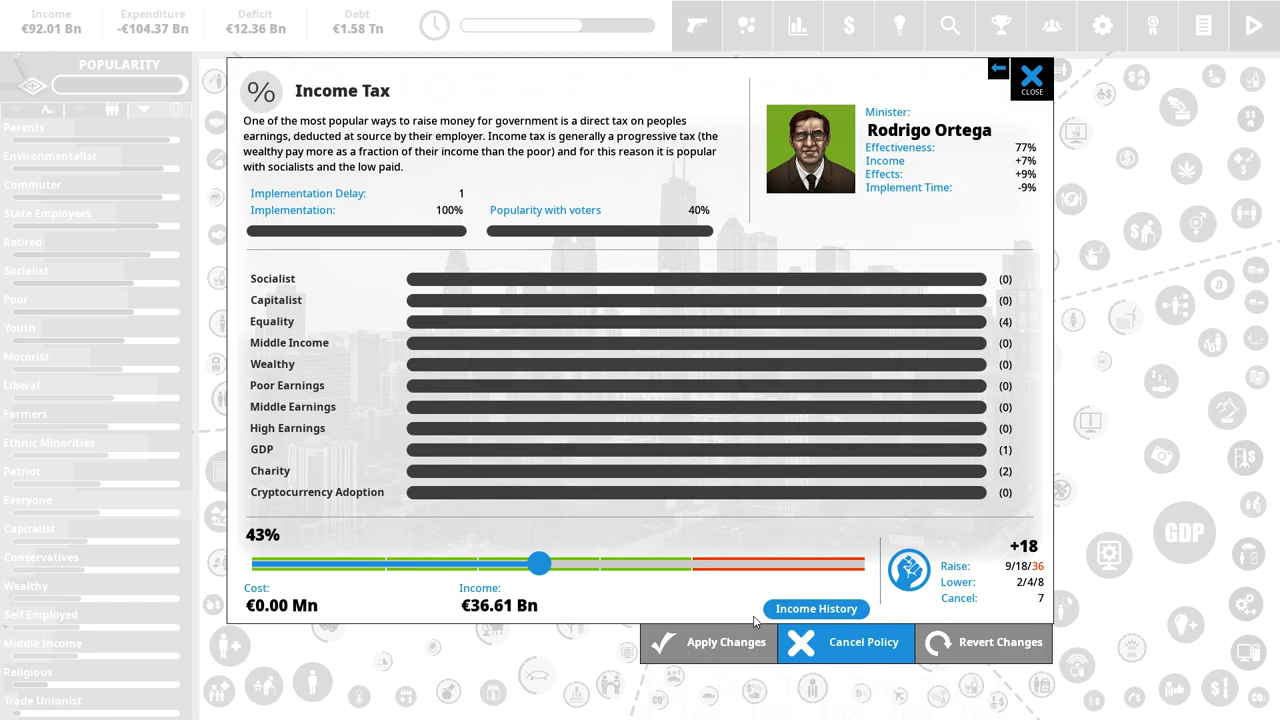 Income
Expenditure
Deficit
Debt
€92.01 Bn
-€104.37 Bn
€12.36 Bn
€1.58 Tn
POPULARITY
Parents
Environmentalist
Commuter
State Employees
Retired
Socialist
Poor
Youth
Motorist
Liberal
Farmers
Ethnic Minorities
Patriot
Everyone
Capitalist
Conservatives
Wealthy
Self Employed
Middle Income
Religious
Trade Unionist
% Income Tax
One of the most popular ways to raise money for government is a direct tax on peoples
earnings, deducted at source by their employer. Income tax is generally a progressive tax (the
wealthy pay more as a fraction of their income than the poor) and for this reason it is popular
with socialists and the low paid.
Implementation Delay: 1
Implementation: 100%
Popularity with voters 40%
Minister:
Rodrigo Ortega
Effectiveness: 77%
Income +7%
Effects: +9%
Implement Time: -9%
CLOSE
Socialist (0)
Capitalist (0)
Equality (4)
Middle Income (0)
Wealthy (0)
Poor Earnings (0)
Middle Earnings (0)
High Earnings (0)
GDP (1)
Charity (2)
Cryptocurrency Adoption (0)
43%
Cost:
€0.00 Mn
Income:
€36.61 Bn
Income History
+18
Raise: 9/18/36
Lower: 2/4/8
Cancel: 7
Apply Changes
Cancel Policy
Revert Changes
GDP